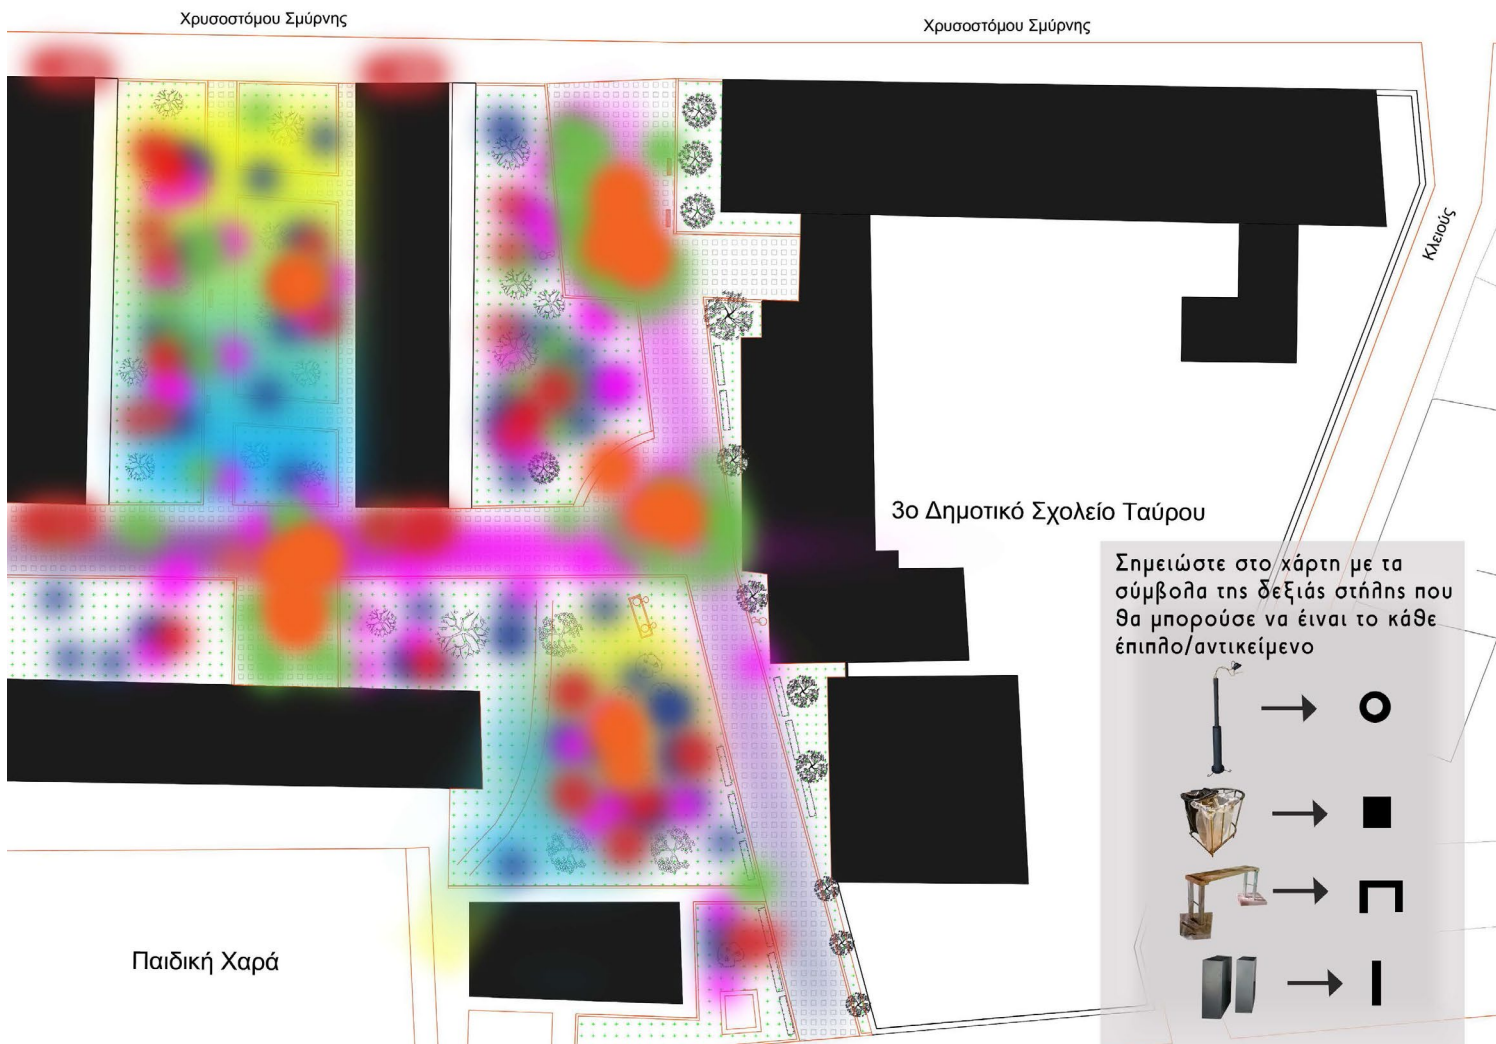 Χρυσοστόμου Σμύρνης
Χρυσοστόμου Σμύρνης
Κλειούς
3ο Δημοτικό Σχολείο Ταύρου
Σημειώστε στο χάρτη με τα
σύμβολα της δεξιάς στήλης που
θα μπορούσε να έιναι το κάθε
έπιπλο/αντικείμενο
Παιδική Χαρά